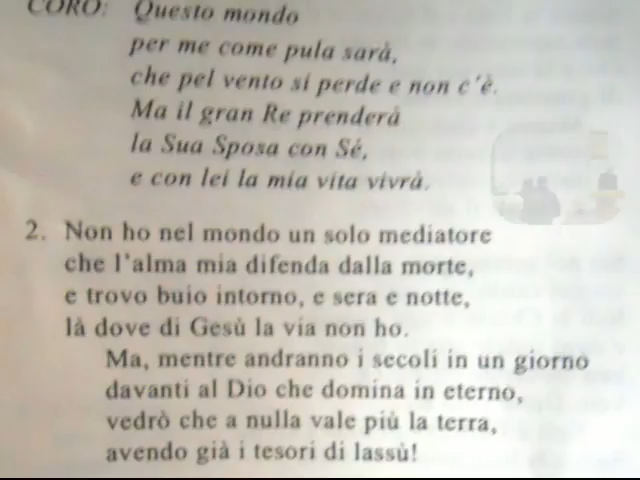 CORO: Questo mondo
per me come pula sarà,
che pel vento si perde e non c'è.
Ma il gran Re prenderà
la Sua Sposa con Sé,
e con lei la mia vita vivrà.
2. Non ho nel mondo un solo mediatore
che l'alma mia difenda dalla morte,
e trovo buio intorno, e sera e notte,
là dove di Gesù la via non ho.
Ma, mentre andranno i secoli in un giorno
davanti al Dio che domina in eterno,
vedrò che a nulla vale più la terra,
avendo già i tesori di lassù!